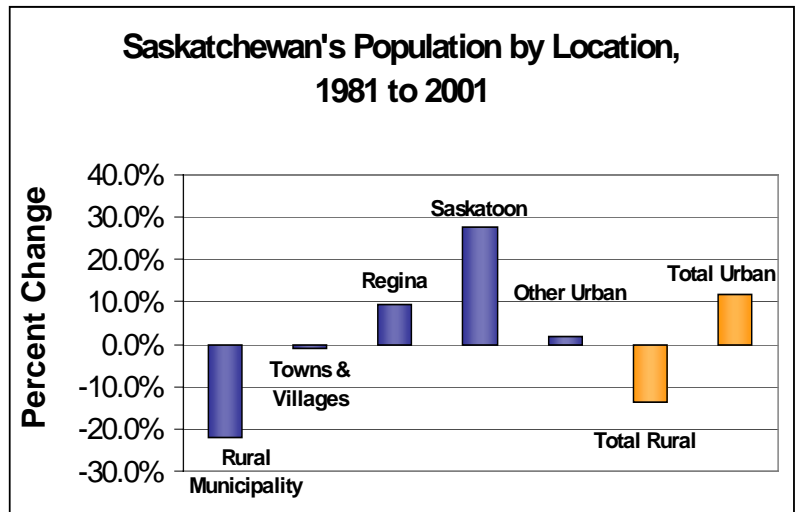 Saskatchewan's Population by Location,
1981 to 2001
Percent Change
40.0%
30.0%
20.0%
10.0%
0.0%
-10.0%
-20.0%
-30.0%
Rural
Municipality
Towns &
Villages
Regina
Saskatoon
Other Urban
Total Rural
Total Urban